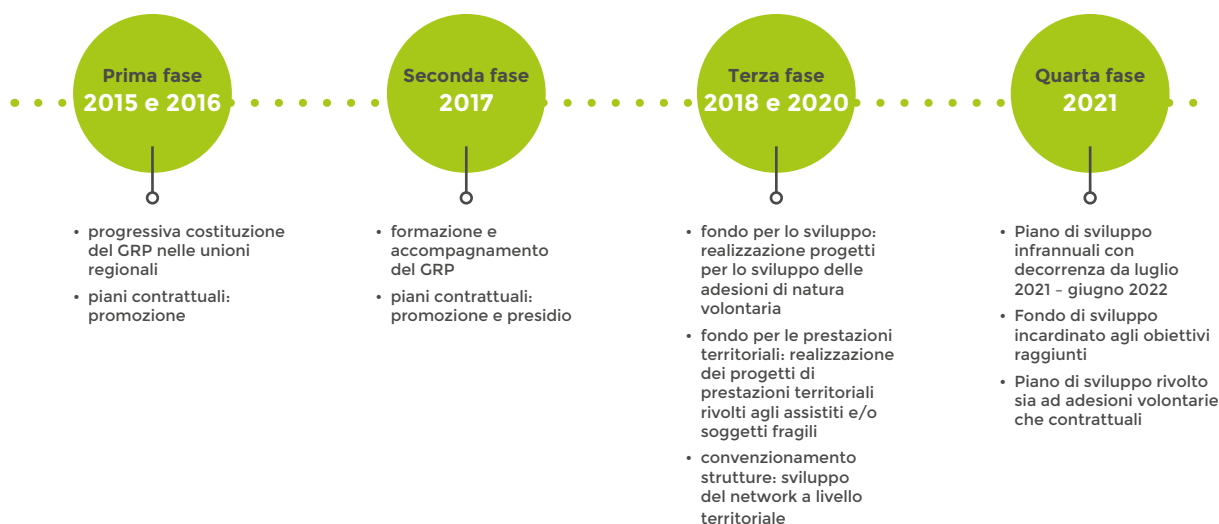 Prima fase
2015 e 2016
• progressiva costituzione
del GRP nelle unioni
regionali
• piani contrattuali:
promozione
Seconda fase
2017
• formazione e
accompagnamento
del GRP
• piani contrattuali:
promozione e presidio
Terza fase
2018 e 2020
• fondo per lo sviluppo:
realizzazione progetti
per lo sviluppo delle
adesioni di natura
volontaria
• fondo per le prestazioni
territoriali: realizzazione
dei progetti di
prestazioni territoriali
rivolti agli assistiti e/o
soggetti fragili
• convenzionamento
strutture: sviluppo
del network a livello
territoriale
Quarta fase
2021
• Piano di sviluppo
infrannuali con
decorrenza da luglio
2021 – giugno 2022
• Fondo di sviluppo
incardinato agli obiettivi
raggiunti
• Piano di sviluppo rivolto
sia ad adesioni volontarie
che contrattuali